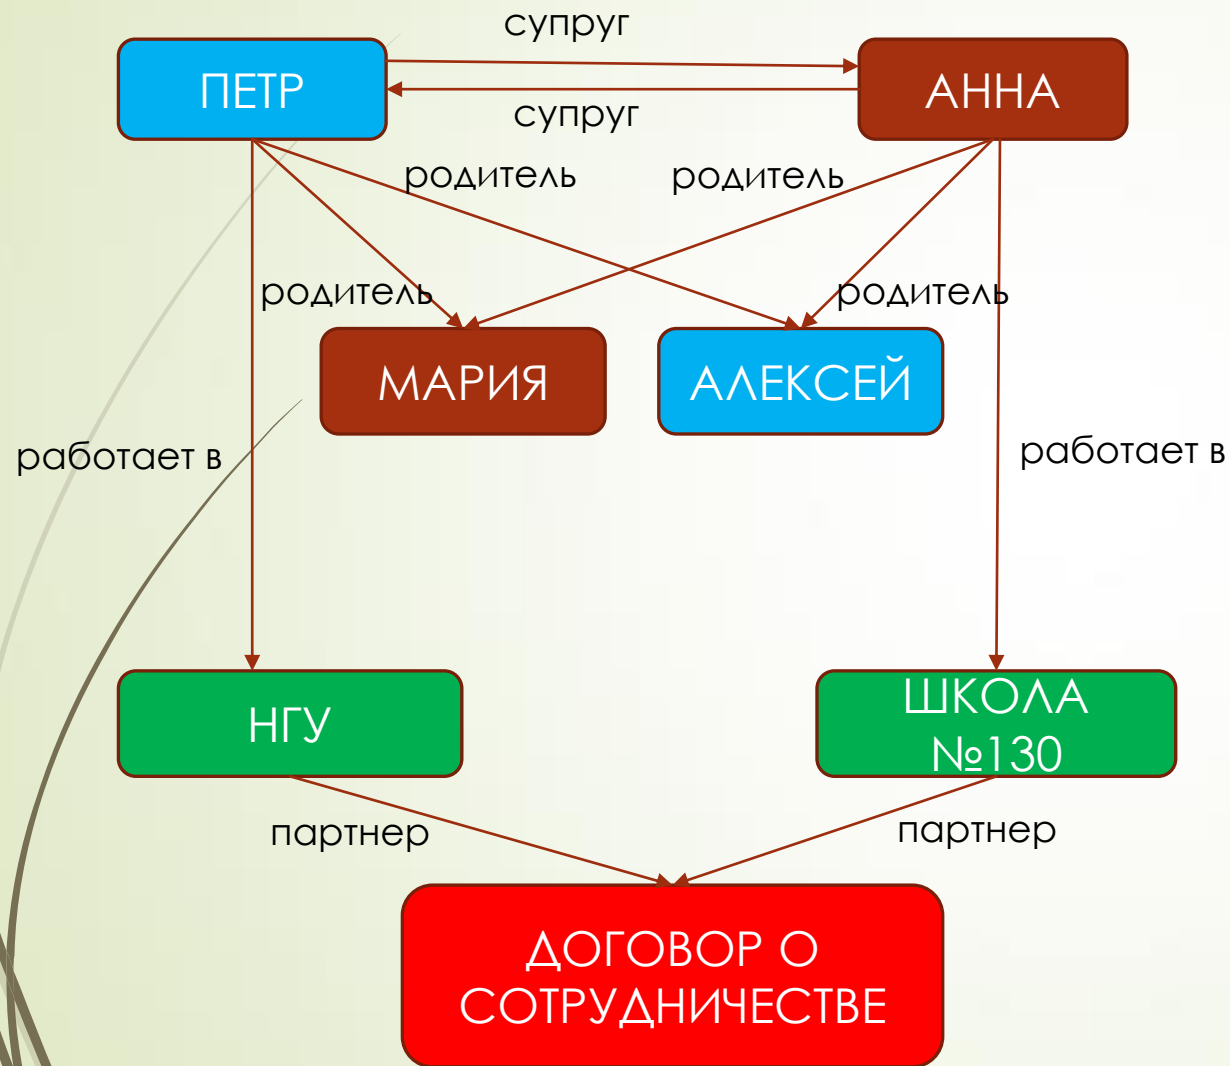 супруг
ПЕТР
АННА
супруг
родитель
родитель
родитель
родитель
МАРИЯ
АЛЕКСЕЙ
работает в
работает в
НГУ
ШКОЛА
№130
партнер
партнер
ДОГОВОР О
СОТРУДНИЧЕСТВЕ